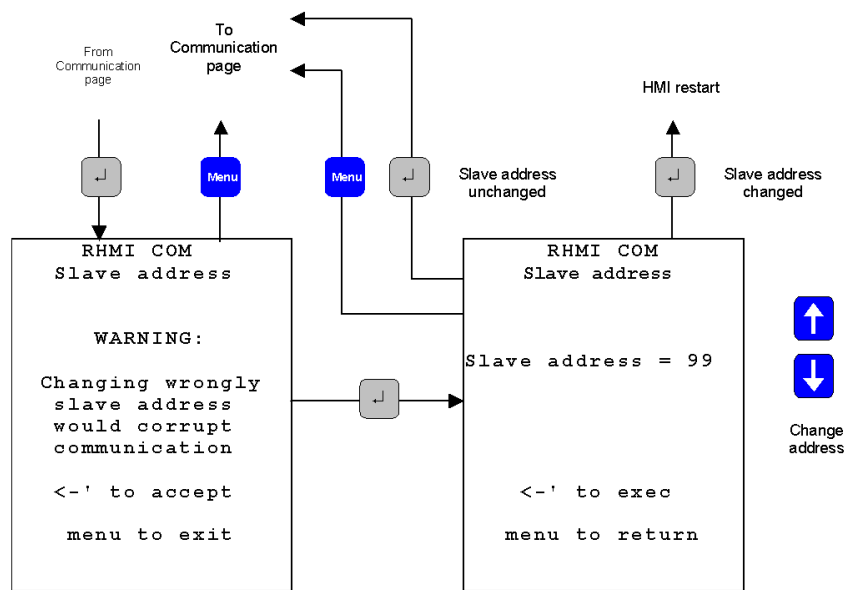 From
Communication
page
To
Communication
page
HMI restart
↵
Menu
Menu
↵
Slave address
unchanged
↵
Slave address
changed
RHMI COM
Slave address
WARNING:
Changing wrongly
slave address
would corrupt
communication
<-' to accept
menu to exit
↵
RHMI COM
Slave address
Slave address = 99
<-' to exec
menu to return
Change
address